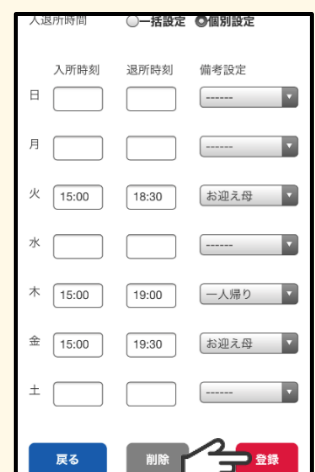 入退所時間 一括設定 個別設定
入所時刻 退所時刻 備考設定
日 ------
月 ------
火 15:00 18:30 お迎え母
水 ------
木 15:00 19:00 一人帰り
金 15:00 19:30 お迎え母
土 ------
戻る 削除 登録